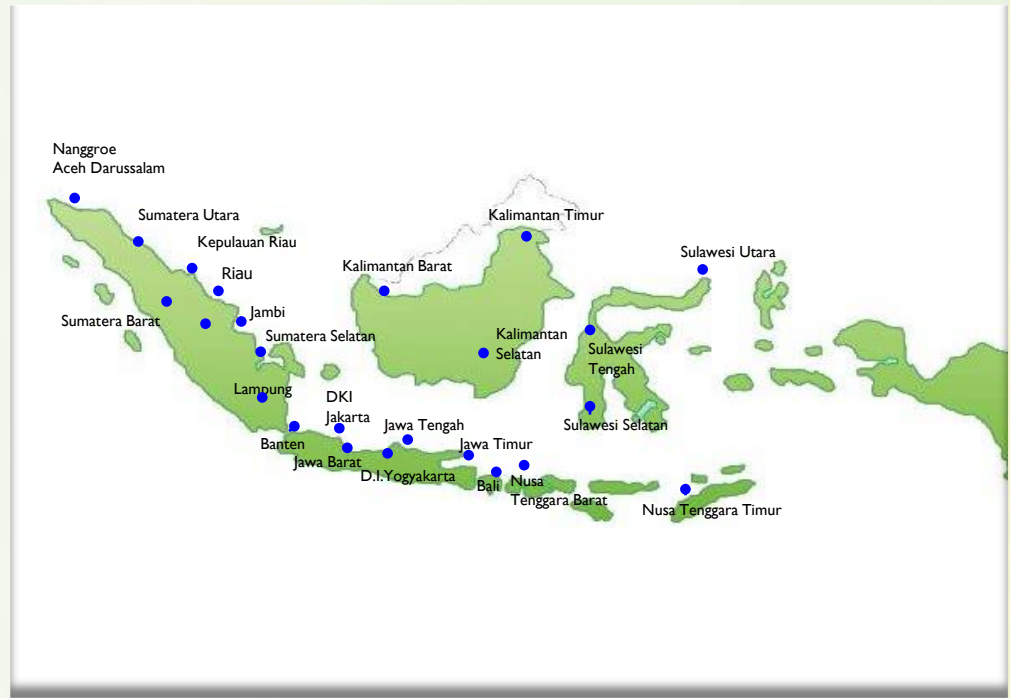 Nanggroe
Aceh Darussalam
Sumatera Utara
Kepulauan Riau
Riau
Jambi
Sumatera Barat
Sumatera Selatan
Lampung
Banten
DKI
Jakarta
Jawa Barat
Jawa Tengah
D.I.Yogyakarta
Jawa Timur
Bali
Nusa
Tenggara Barat
Nusa Tenggara Timur
Kalimantan Barat
Kalimantan Timur
Kalimantan
Selatan
Sulawesi Utara
Sulawesi
Tengah
Sulawesi Selatan